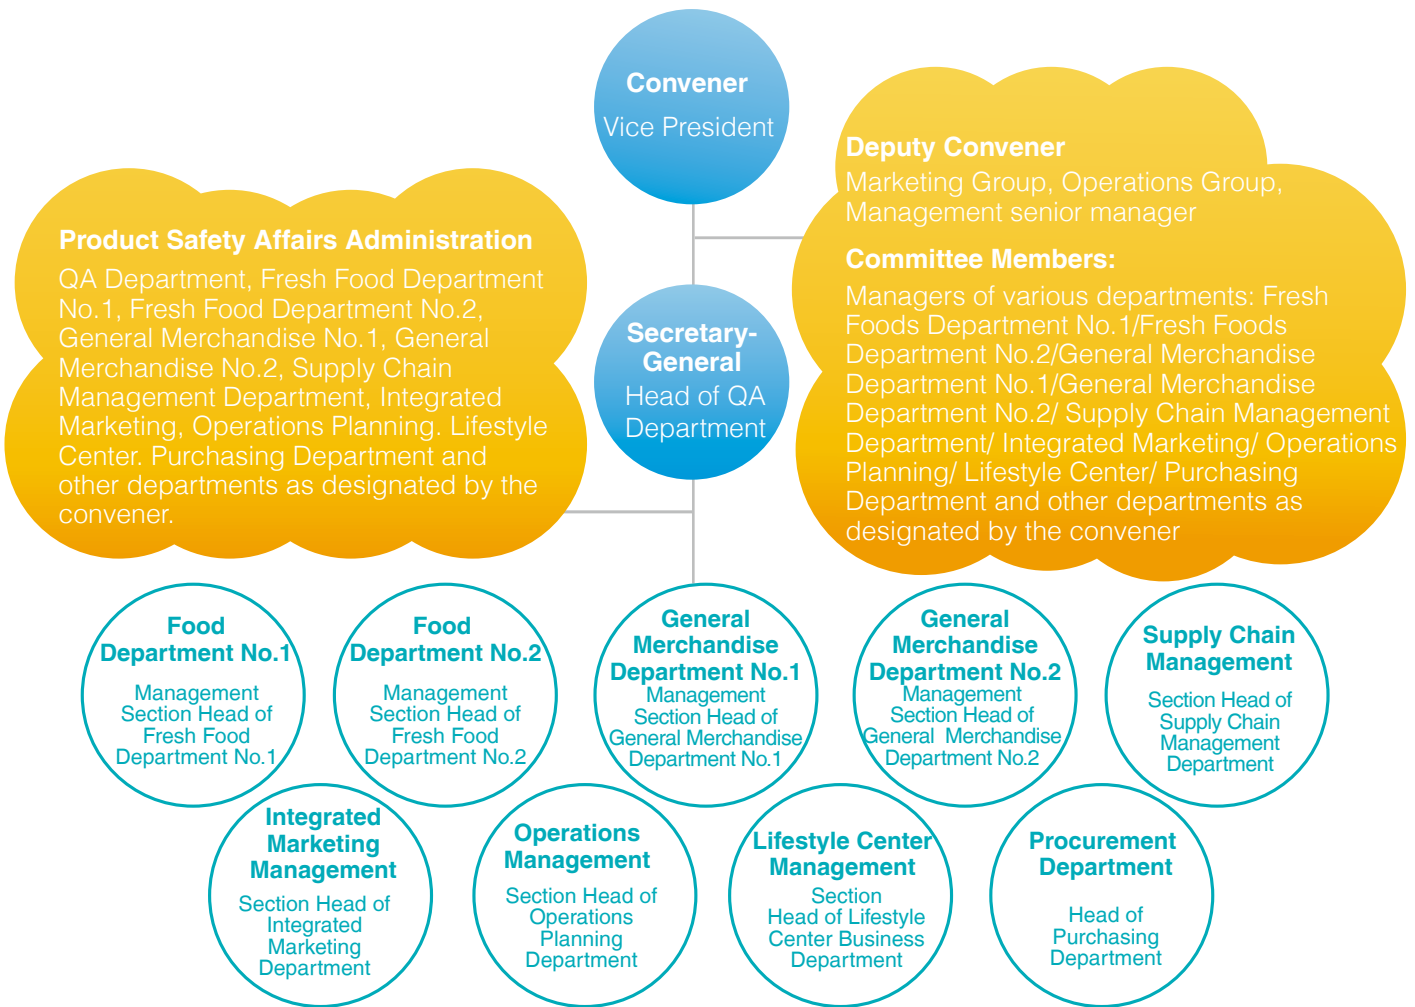 Convener
Vice President
Deputy Convener
Marketing Group, Operations Group,
Management senior manager
Committee Members:
Managers of various departments: Fresh
Foods Department No.1/Fresh Foods
Department No.2/General Merchandise
Department No.1/General Merchandise
Department No.2/ Supply Chain Management
Department/ Integrated Marketing/ Operations
Planning/ Lifestyle Center/ Purchasing
Department and other departments as
designated by the convener
Product Safety Affairs Administration
QA Department, Fresh Food Department
No.1, Fresh Food Department No.2,
General Merchandise No.1, General
Merchandise No.2, Supply Chain
Management Department, Integrated
Marketing, Operations Planning. Lifestyle
Center. Purchasing Department and
other departments as designated by the
convener.
Secretary-
General
Head of QA
Department
Food
Department No.1
Management
Section Head of
Fresh Food
Department No.1
Food
Department No.2
Management
Section Head of
Fresh Food
Department No.2
General
Merchandise
Department No.1
Management
Section Head of
General Merchandise
Department No.1
General
Merchandise
Department No.2
Management
Section Head of
General Merchandise
Department No.2
Supply Chain
Management
Section Head of
Supply Chain
Management
Department
Integrated
Marketing
Management
Section Head of
Integrated
Marketing
Department
Operations
Management
Section Head of
Operations
Planning
Department
Lifestyle Center
Management
Section
Head of Lifestyle
Center Business
Department
Procurement
Department
Head of
Purchasing
Department